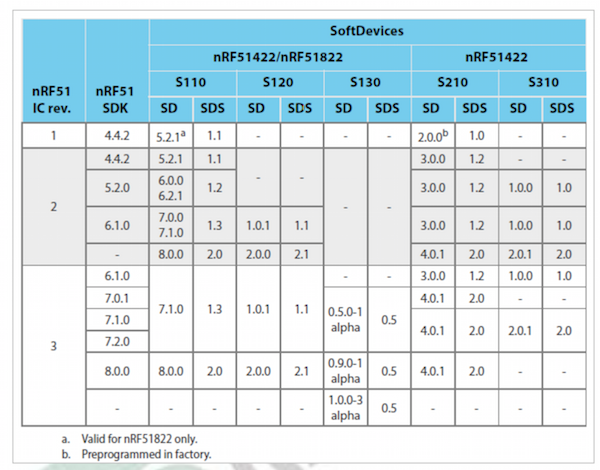 SoftDevices
nRF51422/nRF51822 nRF51422
nRF51 IC rev. nRF51 SDK S110 S120 S130 S210 S310
SD SDS SD SDS SD SDS SD SDS SD SDS
1 4.4.2 5.2.1a 1.1 - - - - 2.0.0b 1.0 - -
2 4.4.2 5.2.1 1.1 - - - - 3.0.0 1.2 - -
5.2.0 6.0.0 6.2.1 1.2 3.0.0 1.2 1.0.0 1.0
6.1.0 7.0.0 7.1.0 1.3 1.0.1 1.1 3.0.0 1.2 1.0.0 1.0
- 8.0.0 2.0 2.0.0 2.1 4.0.1 2.0 2.0.1 2.0
3 6.1.0 7.1.0 1.3 1.0.1 1.1 - - 3.0.0 1.2 1.0.0 1.0
7.0.1 0.5.0-1 alpha 0.5 4.0.1 2.0 - -
7.1.0 4.0.1 2.0 2.0.1 2.0
7.2.0
8.0.0 8.0.0 2.0 2.0.0 2.1 0.9.0-1 alpha 0.5 4.0.1 2.0 - -
- - - - - 1.0.0-3 alpha 0.5 - - - -
a. Valid for nRF51822 only.
b. Preprogrammed in factory.